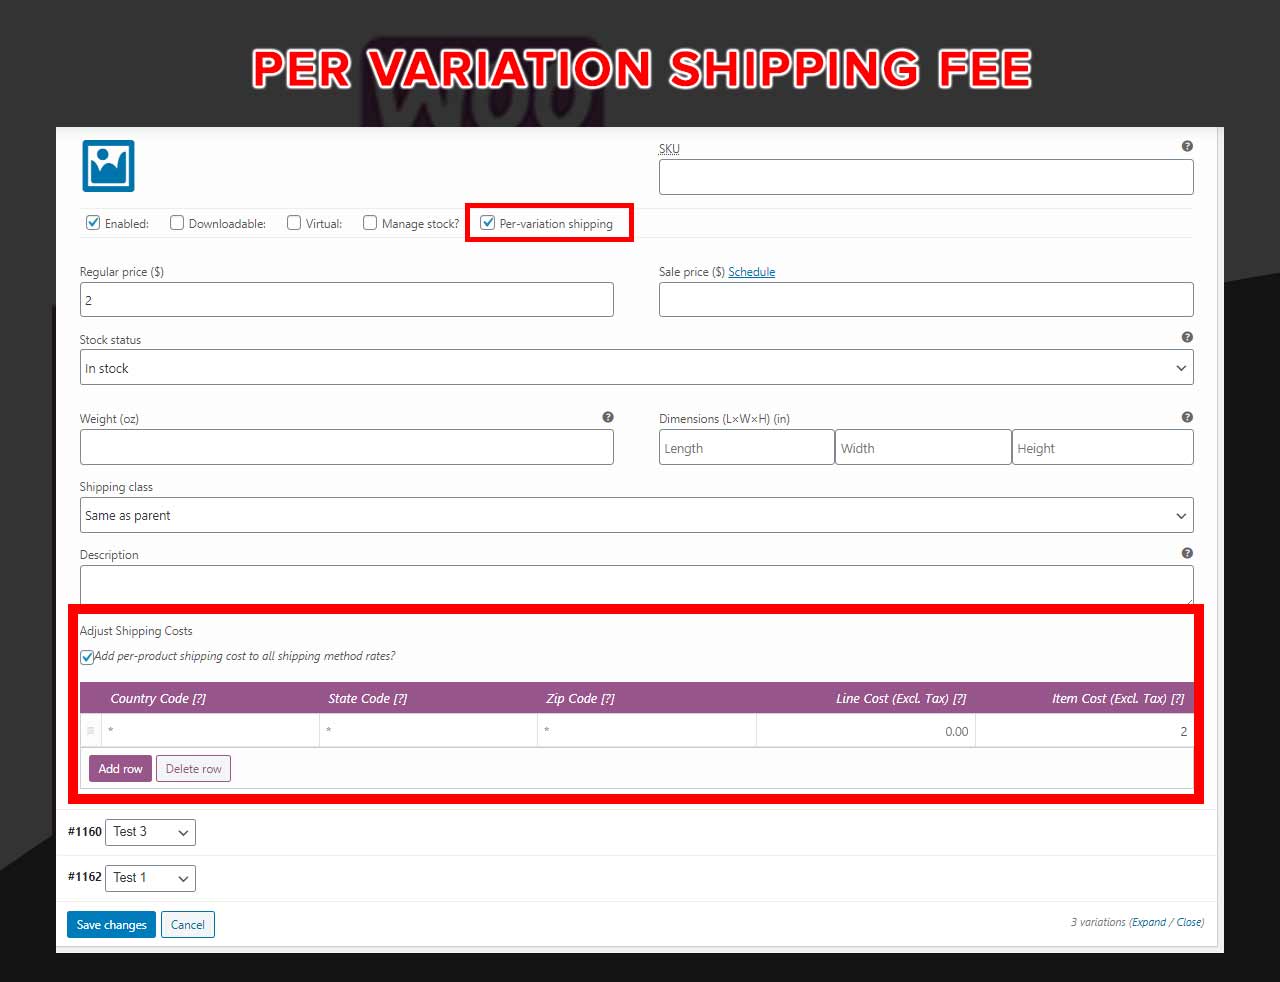 PER VARIATION SHIPPING FEE
WOO
SKU
Enabled: Downloadable: Virtual: Manage stock? Per-variation shipping
Regular price ($) Sale price ($) Schedule
2
Stock status
In stock
Weight (oz) Dimensions (L×W×H) (in)
Length Width Height
Shipping class
Same as parent
Description
Adjust Shipping Costs
Add per-product shipping cost to all shipping method rates?
Country Code [?] State Code [?] Zip Code [?] Line Cost (Excl. Tax) [?] Item Cost (Excl. Tax) [?]
* * * 0.00 2
Add row Delete row
#1160 Test 3
#1162 Test 1
Save changes Cancel 3 variations (Expand / Close)